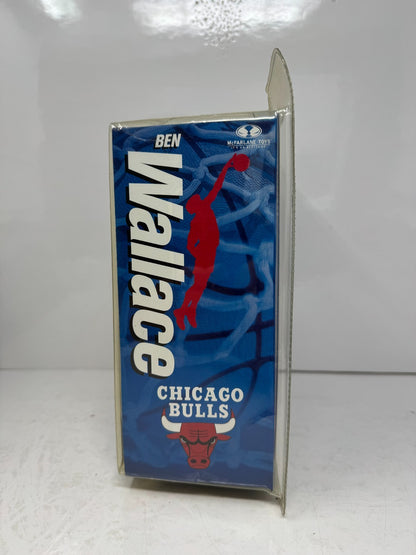 BEN
Wallace
McFARLANE TOYS
CHICAGO
BULLS